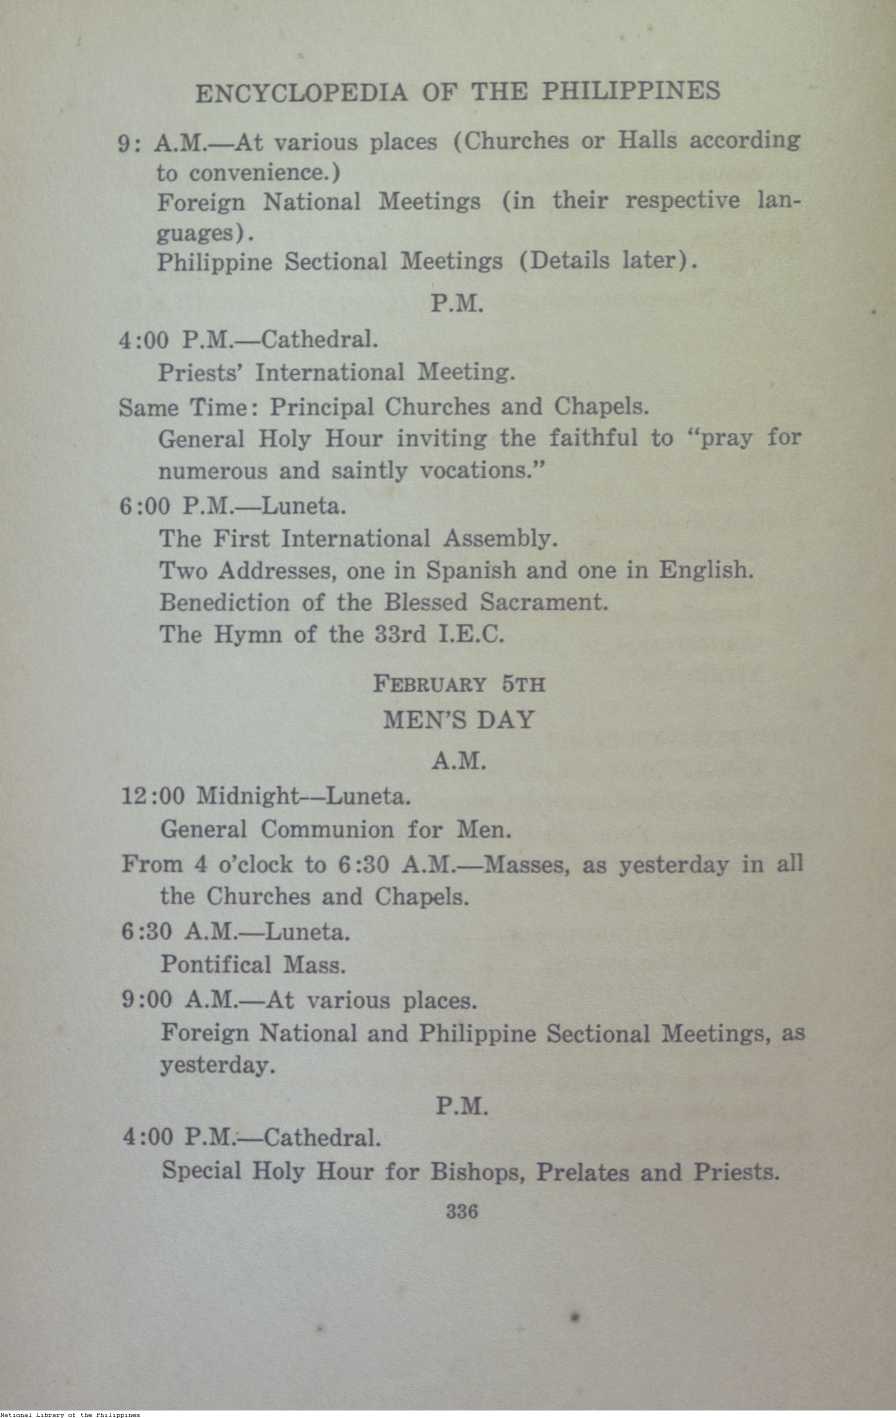 ENCYCLOPEDIA OF THE PHILIPPINES
9: A.M.—At various places (Churches or Halls according
to convenience.)
Foreign National Meetings (in their respective lan-
guages).
Philippine Sectional Meetings (Details later).
P.M.
4:00 P.M.—Cathedral.
Priests' International Meeting.
Same Time: Principal Churches and Chapels.
General Holy Hour inviting the faithful to “pray for
numerous and saintly vocations.”
6:00 P.M.—Luneta.
The First International Assembly.
Two Addresses, one in Spanish and one in English.
Benediction of the Blessed Sacrament.
The Hymn of the 33rd I.E.C.
FEBRUARY 5TH
MEN'S DAY
A.M.
12:00 Midnight—Luneta.
General Communion for Men.
From 4 o'clock to 6:30 A.M.—Masses, as yesterday in all
the Churches and Chapels.
6:30 A.M.—Luneta.
Pontifical Mass.
9:00 A.M.—At various places.
Foreign National and Philippine Sectional Meetings, as
yesterday.
P.M.
4:00 P.M.—Cathedral.
Special Holy Hour for Bishops, Prelates and Priests.
336
National Library of the Philippines